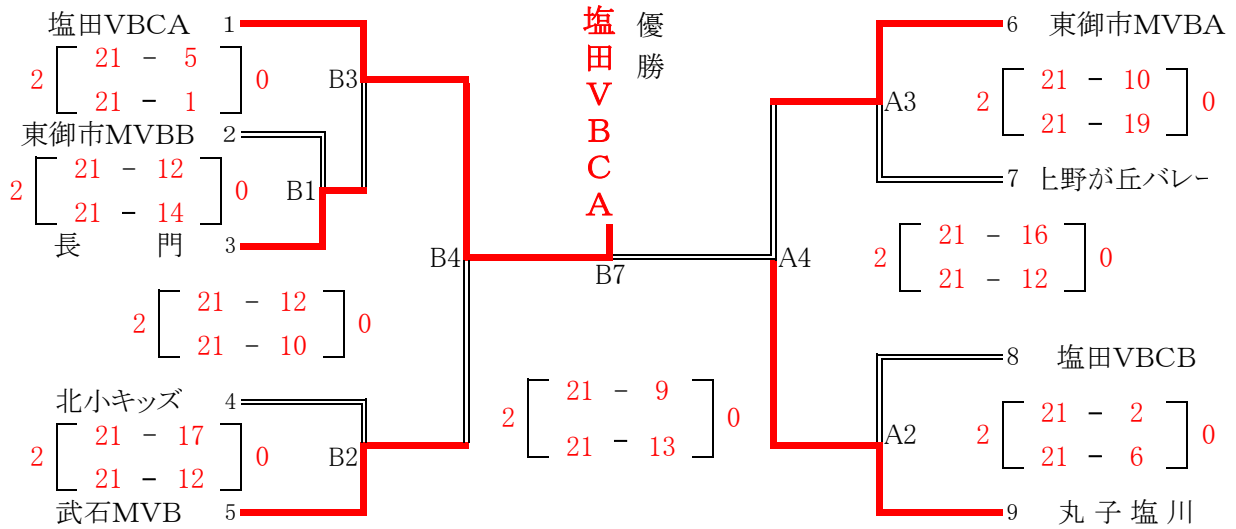 塩田VBCA 1
2 21 - 5 0
21 - 1
B3
東御市MVBB 2
2 21 - 12 0
21 - 14
B1
長 門 3
B4
2 21 - 12 0
21 - 10
北小キッズ 4
2 21 - 17 0
21 - 12
B2
武石MVB 5
優勝
塩田VBCA
B7
2 21 - 9 0
21 - 13
6 東御市MVBA
2 21 - 10 0
21 - 19
A3
7 上野が丘バレー
A4
2 21 - 16 0
21 - 12
8 塩田VBCB
2 21 - 2 0
21 - 6
A2
9 丸子塩川